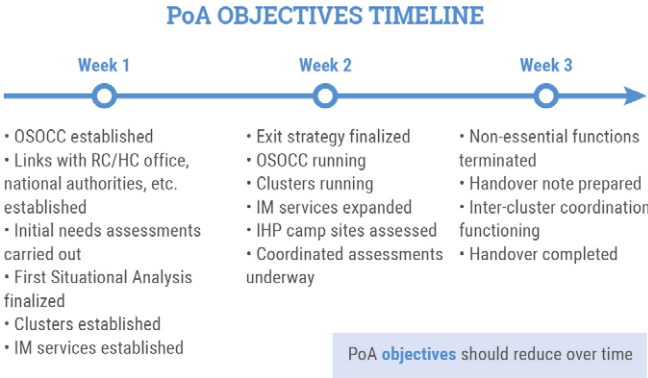 PoA OBJECTIVES TIMELINE
Week 1
• OSOCC established
• Links with RC/HC office,
national authorities, etc.
established
• Initial needs assessments
carried out
• First Situational Analysis
finalized
• Clusters established
• IM services established
Week 2
• Exit strategy finalized
• OSOCC running
• Clusters running
• IM services expanded
• IHP camp sites assessed
• Coordinated assessments
underway
Week 3
• Non-essential functions
terminated
• Handover note prepared
• Inter-cluster coordination
functioning
• Handover completed
PoA objectives should reduce over time